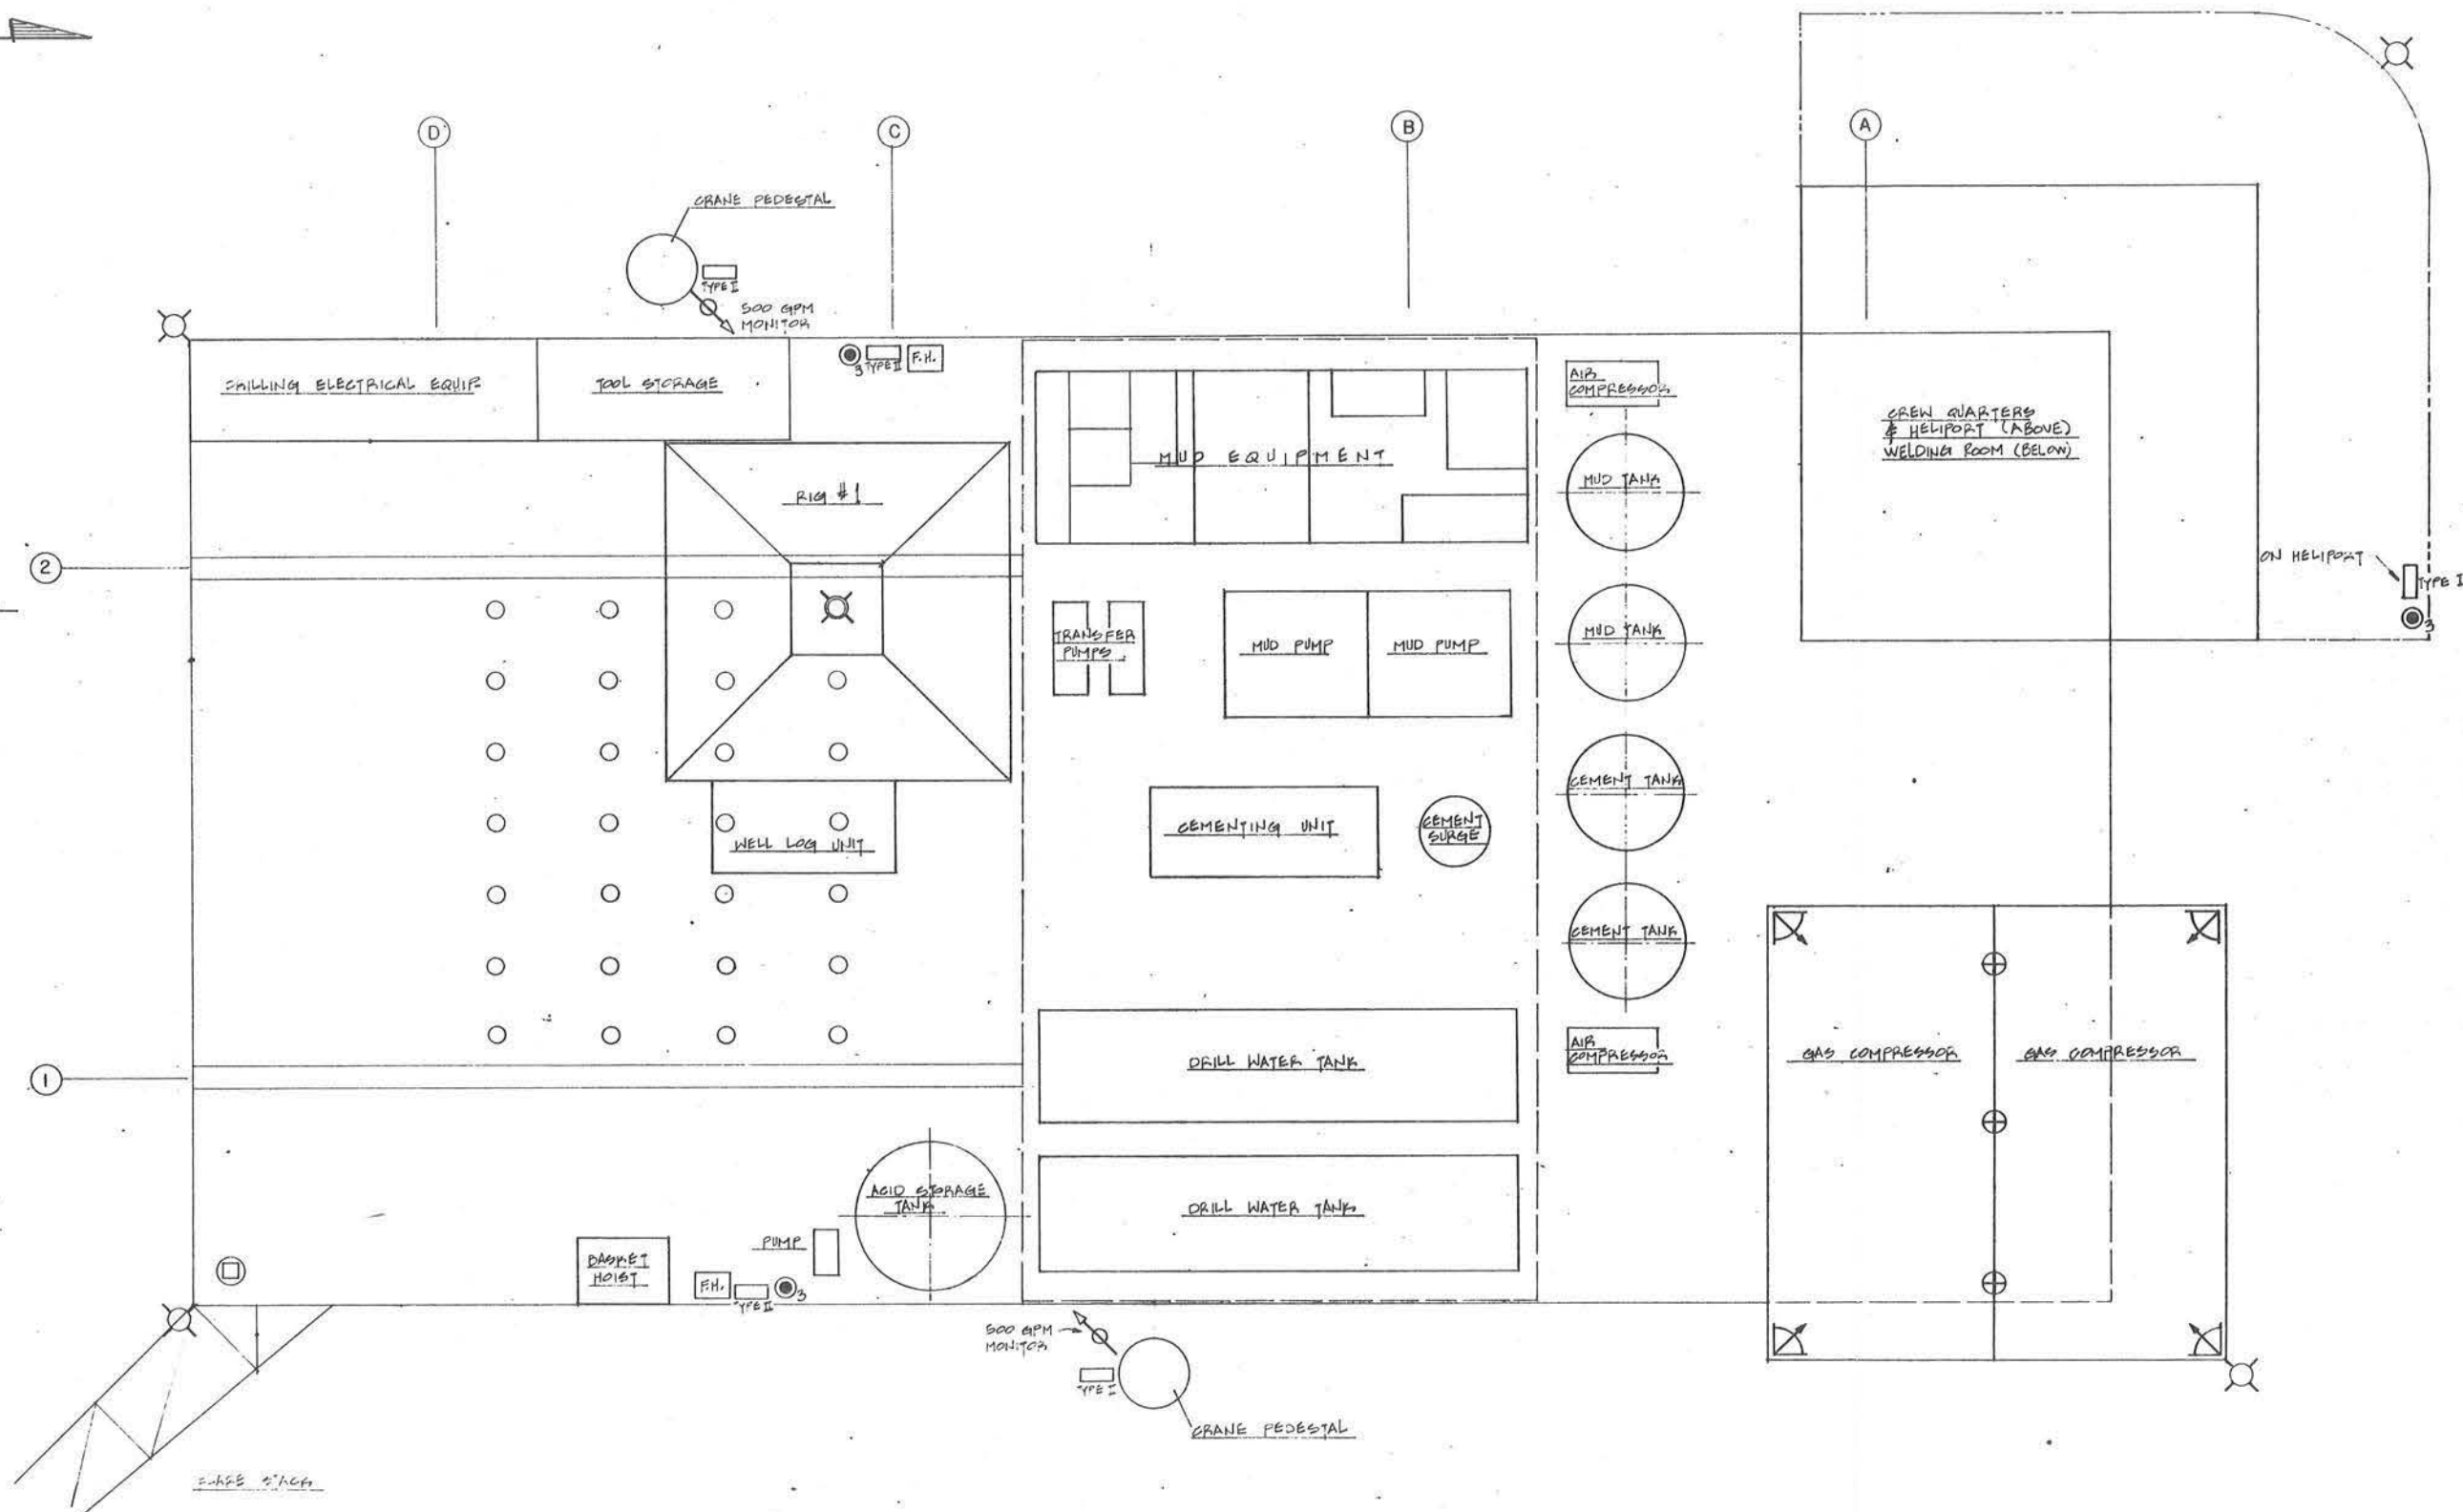 D
C
B
A
CRANE PEDESTAL
TYPE I
500 GPM
MONITOR
3
TYPE II
F.H.
DRILLING ELECTRICAL EQUIP
TOOL STORAGE
AIR
COMPRESSOR
CREW QUARTERS
& HELIPORT (ABOVE)
WELDING ROOM (BELOW)
MUD EQUIPMENT
MUD TANK
RIG #1
2
ON HELIPORT
TYPE I
3
TRANSFER
PUMPS
MUD PUMP
MUD PUMP
MUD TANK
CEMENT TANK
CEMENTING UNIT
CEMENT
SURGE
WELL LOG UNIT
CEMENT TANK
AIR
COMPRESSOR
GAS COMPRESSOR
GAS COMPRESSOR
DRILL WATER TANK
1
ACID STORAGE
TANK
DRILL WATER TANK
PUMP
BASKET
HOIST
F.H.
TYPE II
3
500 GPM
MONITOR
TYPE I
CRANE PEDESTAL